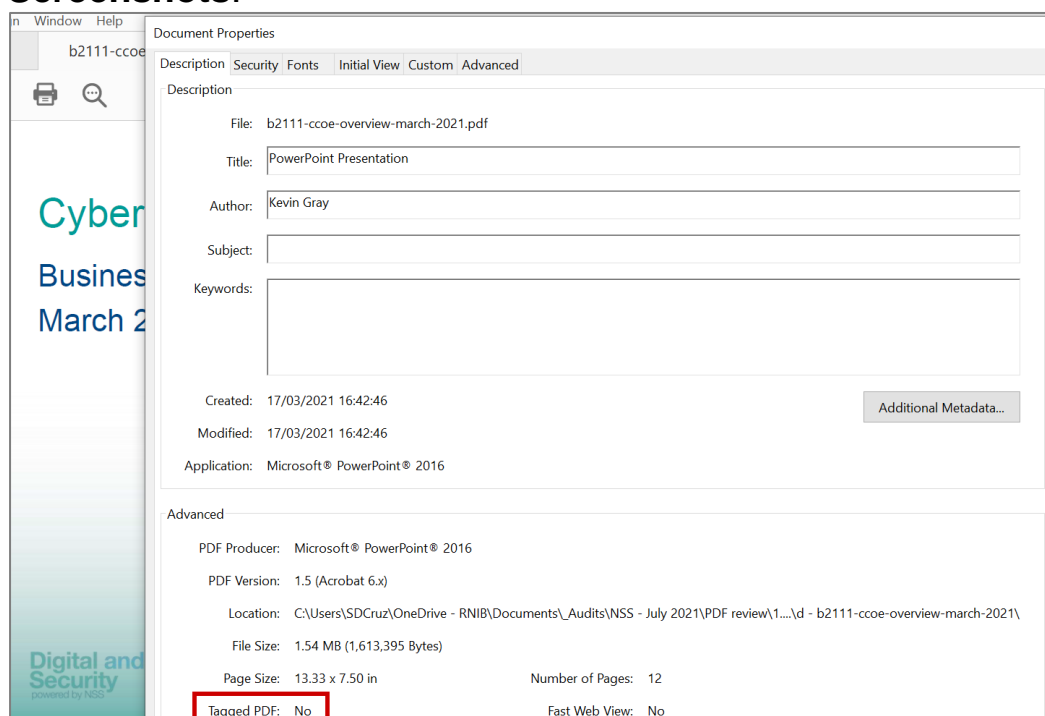 Screenshots:
Window Help
b2111-ccoe
Cyber
Busines
March 2
Digital and
Security
powered by NSS
Document Properties
Description Security Fonts Initial View Custom Advanced
Description
File: b2111-ccoe-overview-march-2021.pdf
Title: PowerPoint Presentation
Author: Kevin Gray
Subject:
Keywords:
Created: 17/03/2021 16:42:46
Additional Metadata...
Modified: 17/03/2021 16:42:46
Application: Microsoft® PowerPoint® 2016
Advanced
PDF Producer: Microsoft® PowerPoint® 2016
PDF Version: 1.5 (Acrobat 6.x)
Location: C:\Users\SDCruz\OneDrive - RNIB\Documents\_Audits\NSS - July 2021\PDF review\1....\d - b2111-ccoe-overview-march-2021\
File Size: 1.54 MB (1,613,395 Bytes)
Page Size: 13.33 x 7.50 in Number of Pages: 12
Tagged PDF: No Fast Web View: No